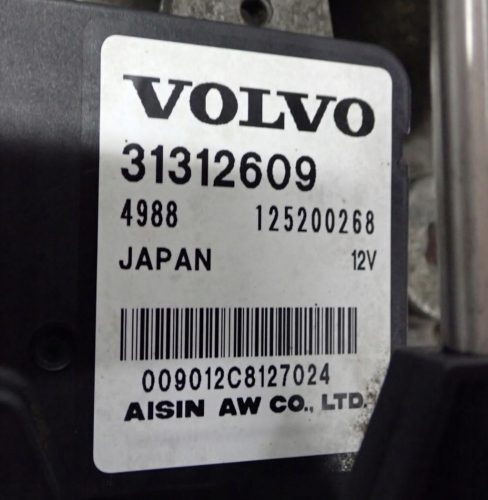 VOLVO
31312609
4988 125200268
JAPAN 12V
009012C8127024
AISIN AW CO., LTD.